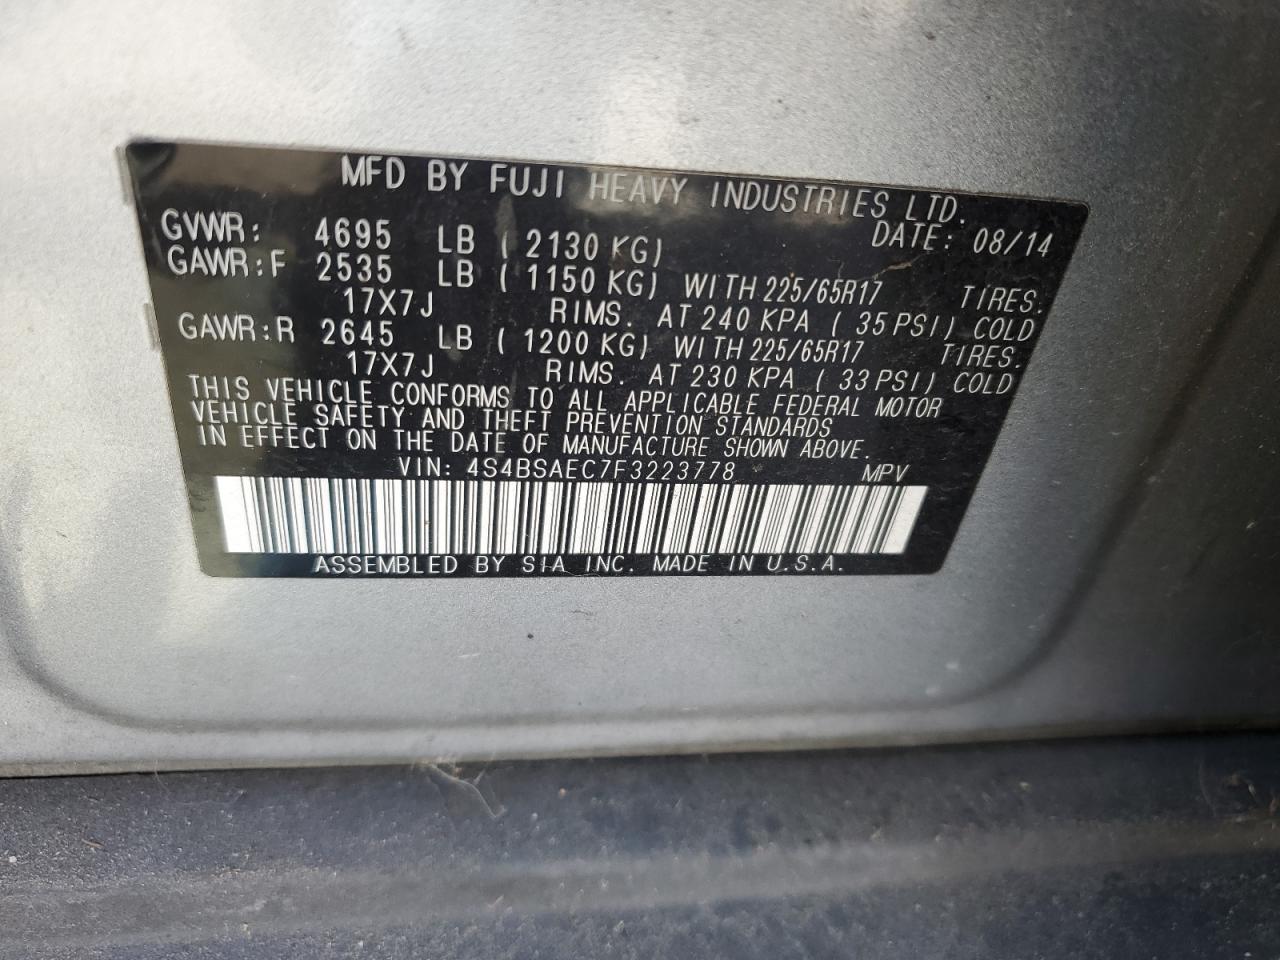 MFD BY FUJI HEAVY INDUSTRIES LTD.
DATE: 08/14
GVWR: 4695 LB ( 2130 KG)
GAWR:F 2535 LB ( 1150 KG) WITH 225/65R17 TIRES.
17X7J RIMS. AT 240 KPA ( 35 PSI) COLD
GAWR:R 2645 LB ( 1200 KG) WITH 225/65R17 TIRES.
17X7J RIMS. AT 230 KPA ( 33 PSI) COLD
THIS VEHICLE CONFORMS TO ALL APPLICABLE FEDERAL MOTOR
VEHICLE SAFETY AND THEFT PREVENTION STANDARDS
IN EFFECT ON THE DATE OF MANUFACTURE SHOWN ABOVE.
VIN: 4S4BSAEC7F3223778 MPV
ASSEMBLED BY SIA INC. MADE IN U.S.A.